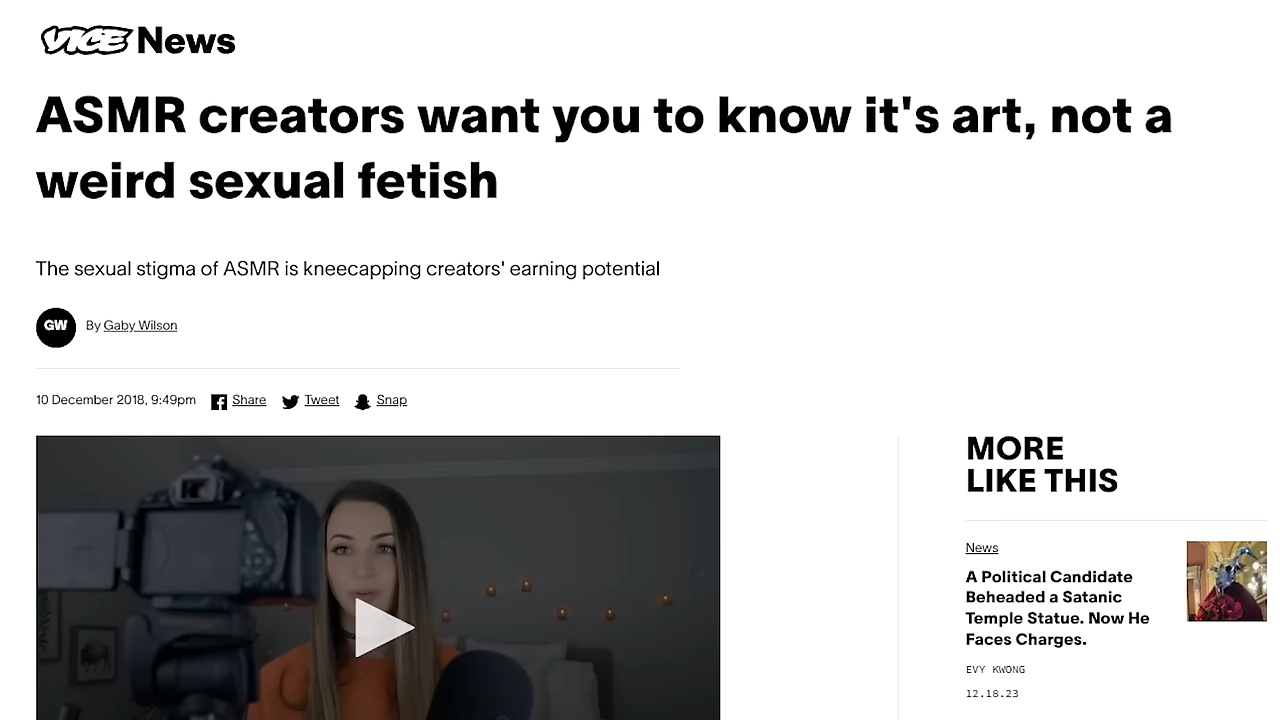 VICE News
ASMR creators want you to know it's art, not a
weird sexual fetish
The sexual stigma of ASMR is kneecapping creators' earning potential
GW
By Gaby Wilson
10 December 2018, 9:49pm
Share
Tweet
Snap
MORE
LIKE THIS
News
A Political Candidate
Beheaded a Satanic
Temple Statue. Now He
Faces Charges.
EVY KWONG
12.18.23